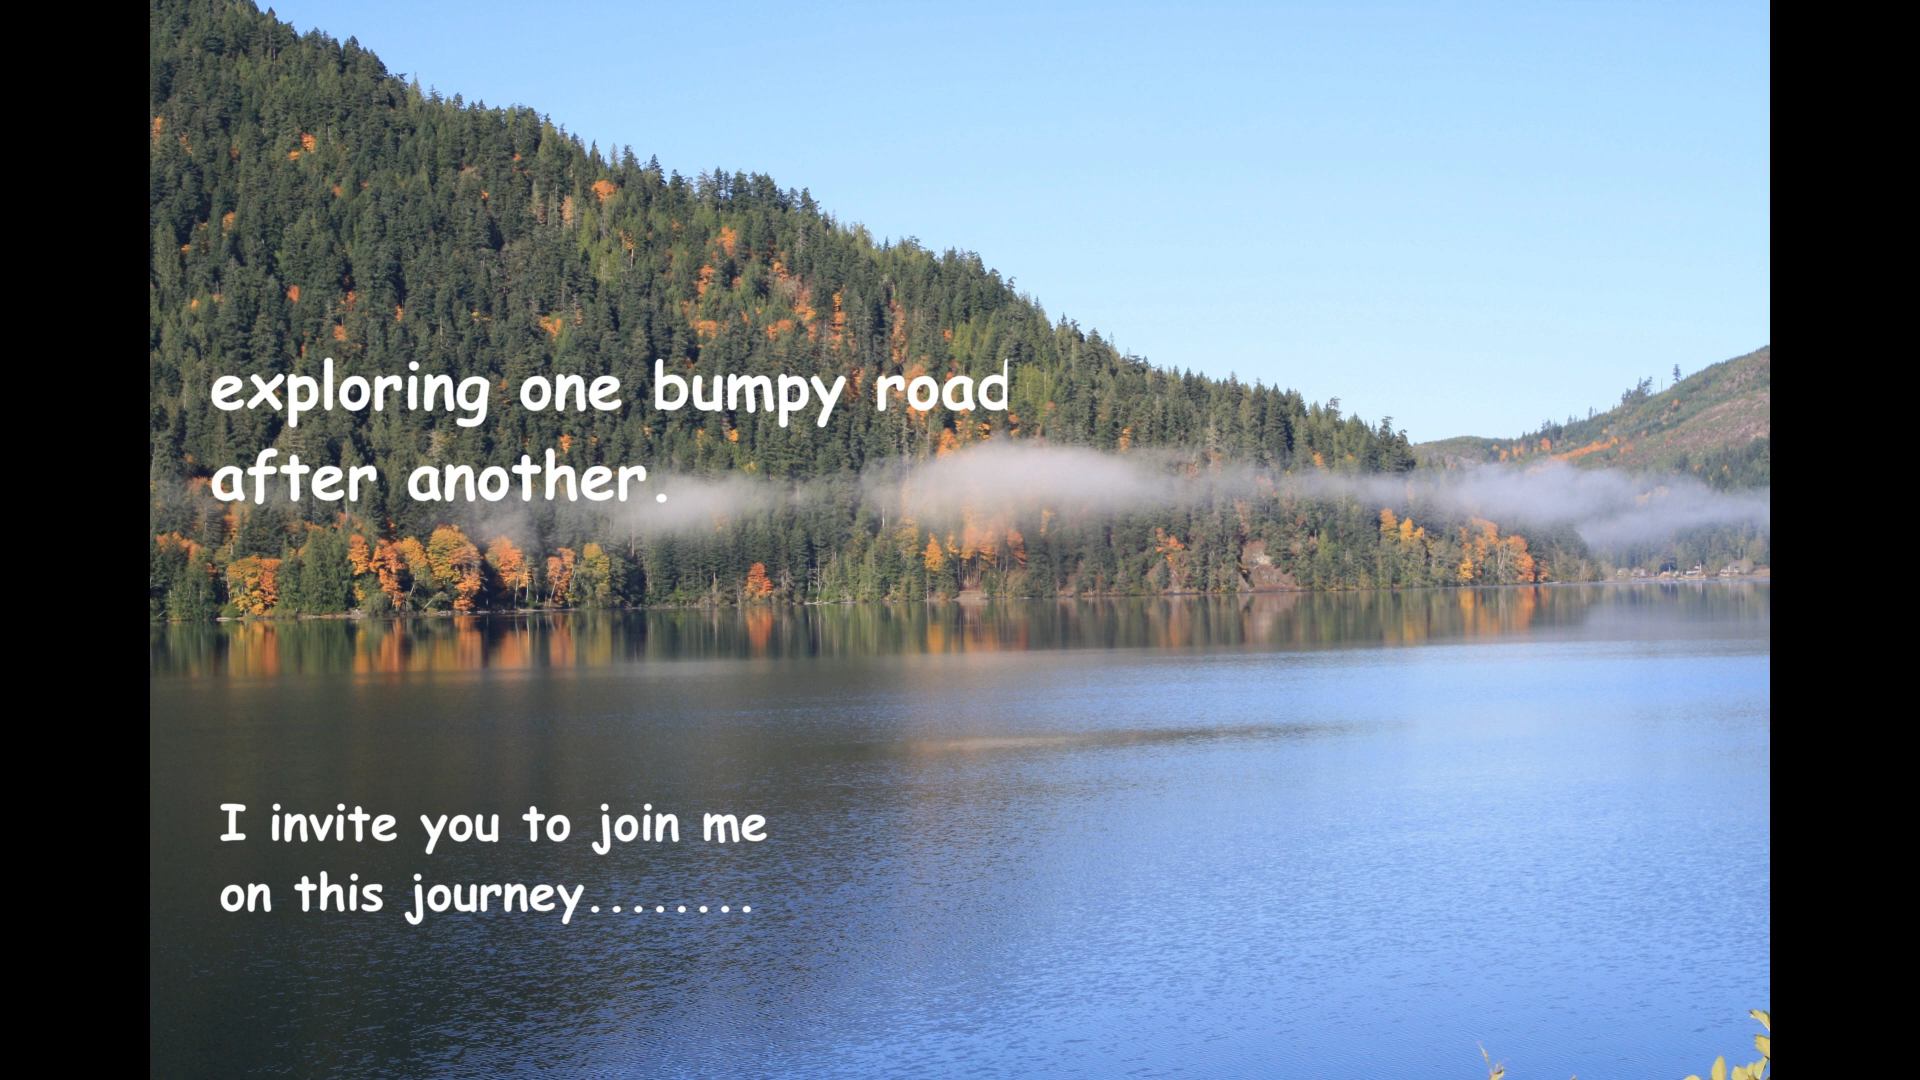 exploring one bumpy road
after another.
I invite you to join me
on this journey........